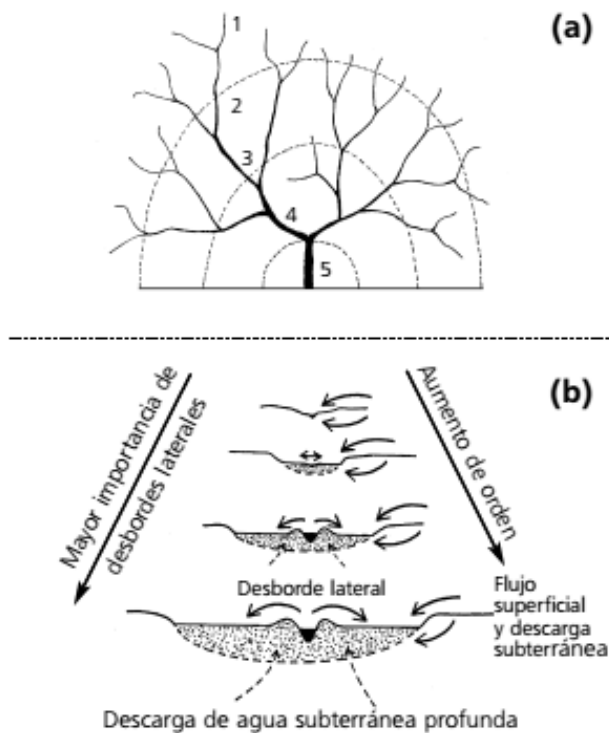 (a)
1
2
3
4
5
(b)
Mayor importancia de
desbordes laterales
Aumento de orden
Desborde lateral
Flujo
superficial
y descarga
subterránea
Descarga de agua subterránea profunda